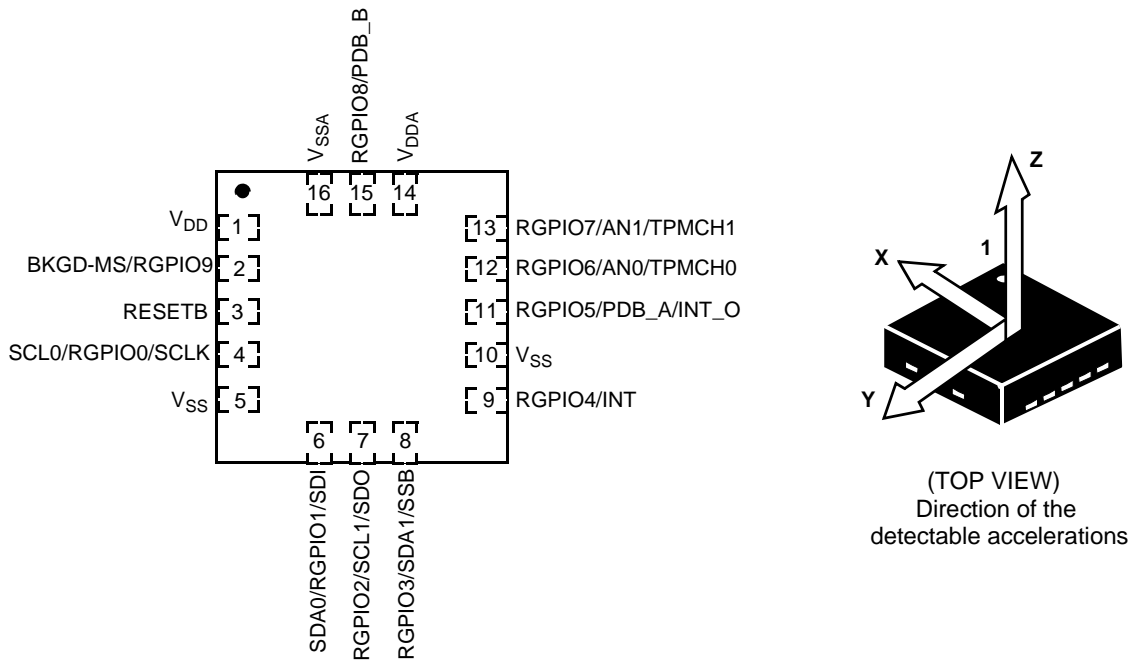 RGPIO8/PDB_B
VSSA
VDDA
16
15
14
VDD
1
13
RGPIO7/AN1/TPMCH1
BKGD-MS/RGPIO9
2
12
RGPIO6/AN0/TPMCH0
RESETB
3
11
RGPIO5/PDB_A/INT_O
SCL0/RGPIO0/SCLK
4
10
VSS
VSS
5
9
RGPIO4/INT
6
7
8
SDA0/RGPIO1/SDI
RGPIO2/SCL1/SDO
RGPIO3/SDA1/SSB
Z
1
X
Y
(TOP VIEW)
Direction of the
detectable accelerations